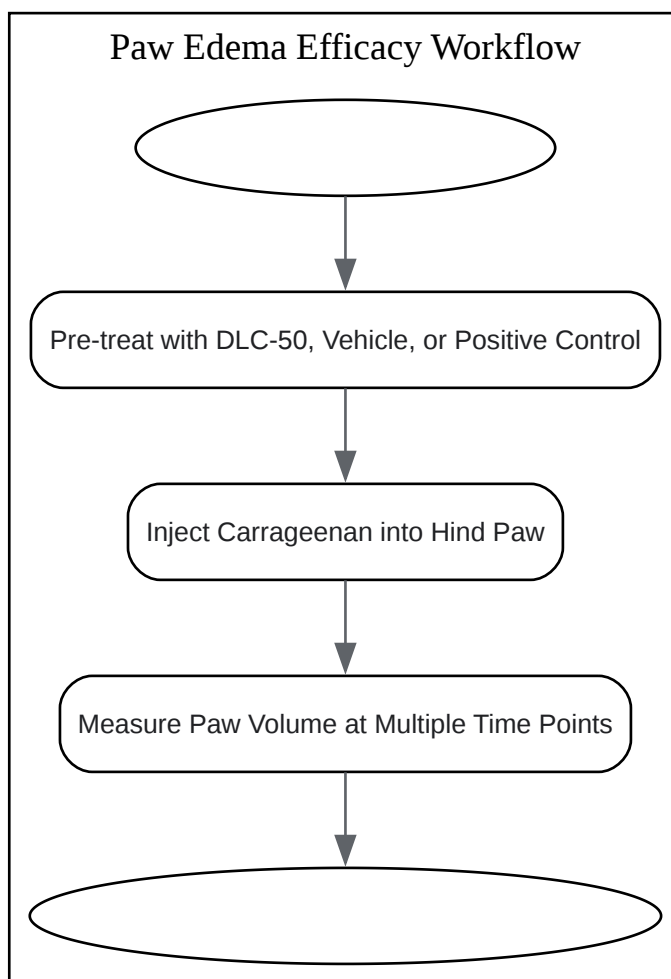 Paw Edema Efficacy Workflow
Pre-treat with DLC-50, Vehicle, or Positive Control
Inject Carrageenan into Hind Paw
Measure Paw Volume at Multiple Time Points